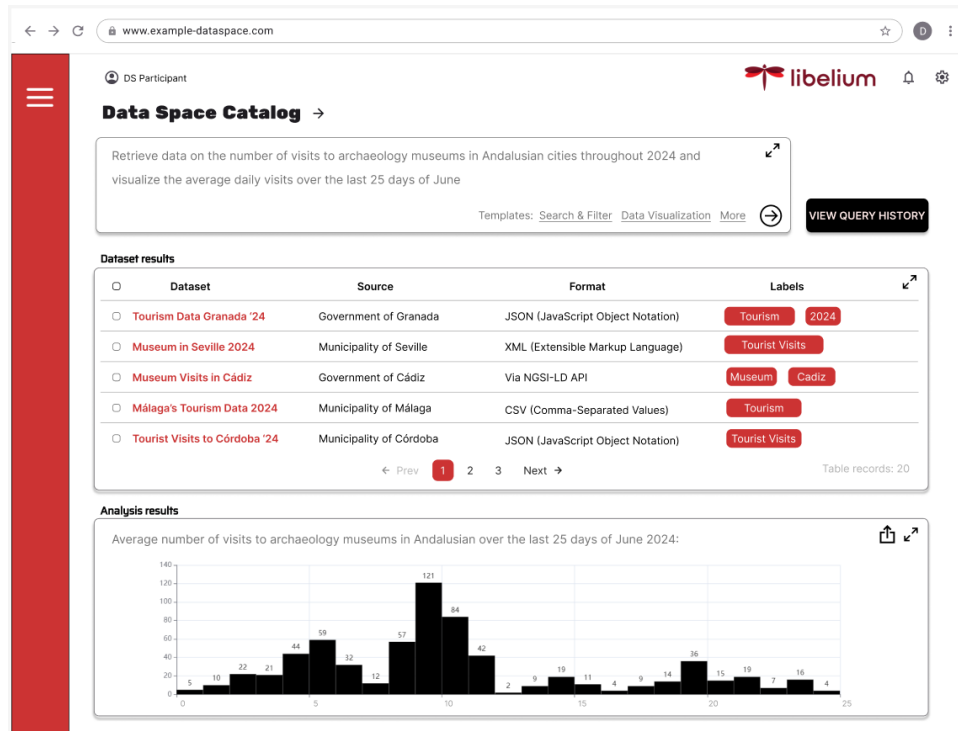 www.example-dataspace.com
D
DS Participant
libelium
Data Space Catalog →
Retrieve data on the number of visits to archaeology museums in Andalusian cities throughout 2024 and
visualize the average daily visits over the last 25 days of June
Templates: Search & Filter Data Visualization More
VIEW QUERY HISTORY
Dataset results
Dataset Source Format Labels
Tourism Data Granada '24 Government of Granada JSON (JavaScript Object Notation) Tourism 2024
Museum in Seville 2024 Municipality of Seville XML (Extensible Markup Language) Tourist Visits
Museum Visits in Cádiz Government of Cádiz Via NGSI-LD API Museum Cadiz
Málaga's Tourism Data 2024 Municipality of Málaga CSV (Comma-Separated Values) Tourism
Tourist Visits to Córdoba '24 Municipality of Córdoba JSON (JavaScript Object Notation) Tourist Visits
← Prev 1 2 3 Next → Table records: 20
Analysis results
Average number of visits to archaeology museums in Andalusian over the last 25 days of June 2024:
140
120
100
80
60
40
20
0
5 10 22 21 44 59 32 12 57 121 84 42 2 9 19 11 4 9 14 36 15 19 7 16 4
0 5 10 15 20 25